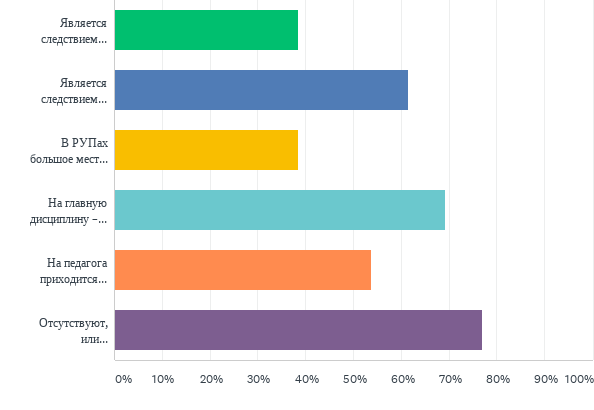 Является
следствием...
Является
следствием...
В РУПах
большое мест...
На главную
дисциплину –...
На педагога
приходится...
Отсутствуют,
или...
0% 10% 20% 30% 40% 50% 60% 70% 80% 90% 100%